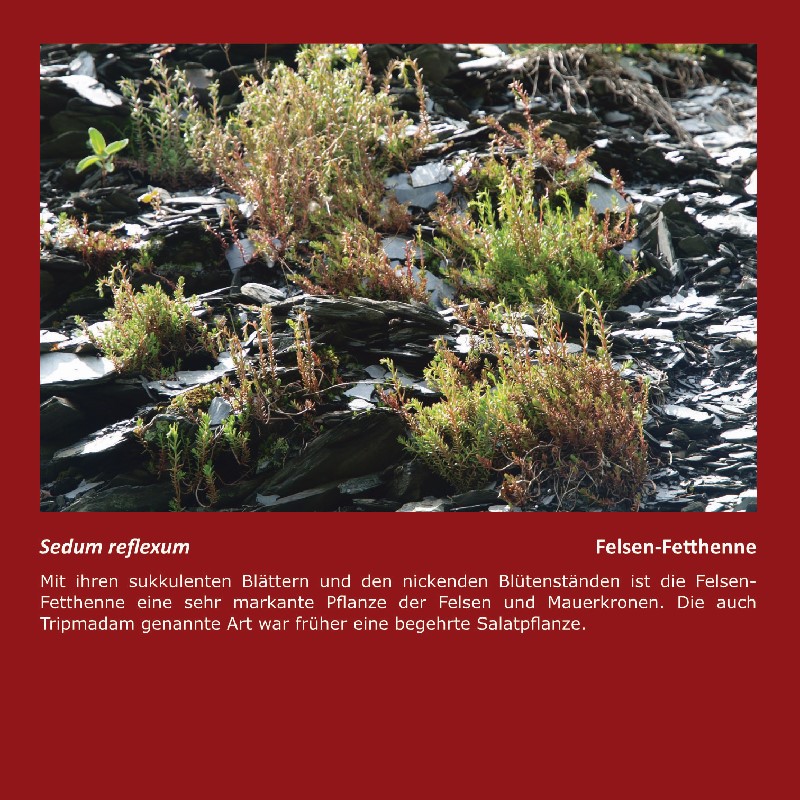 Sedum reflexum Felsen-Fetthenne
Mit ihren sukkulenten Blättern und den nickenden Blütenständen ist die Felsen-
Fetthenne eine sehr markante Pflanze der Felsen und Mauerkronen. Die auch
Tripmadam genannte Art war früher eine begehrte Salatpflanze.